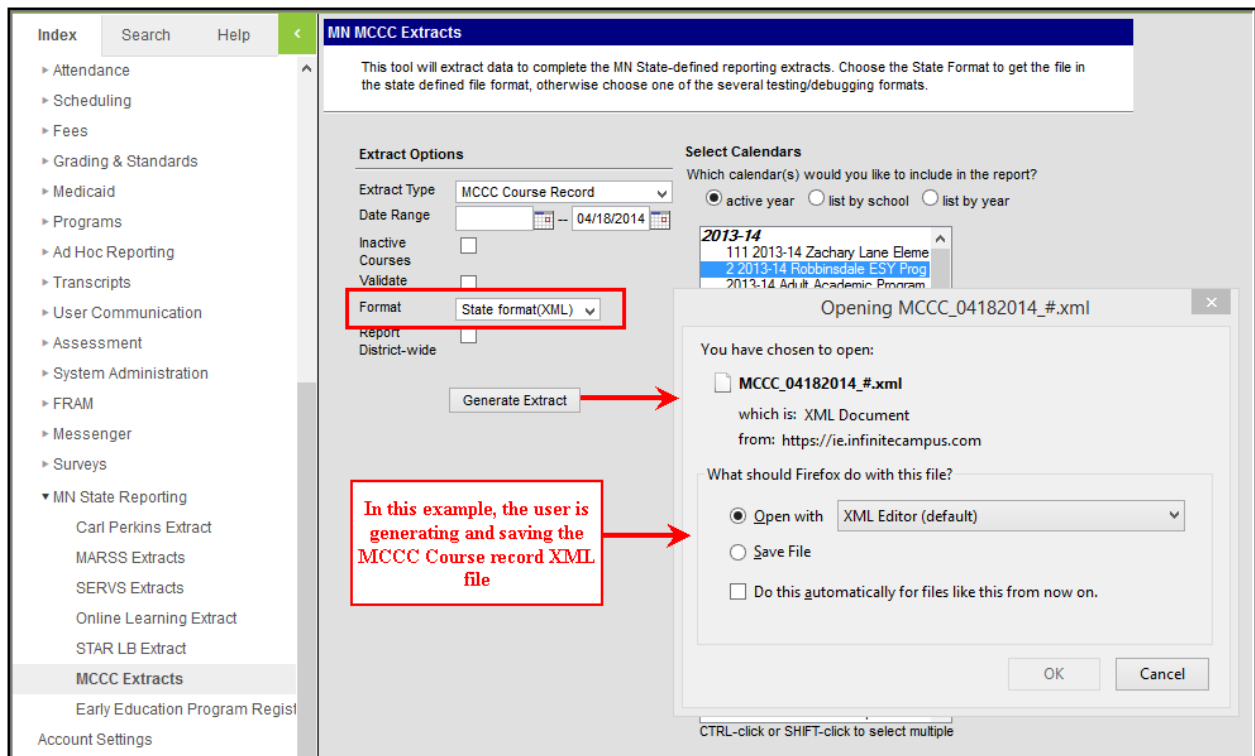 Index Search Help
Attendance
Scheduling
Fees
Grading & Standards
Medicaid
Programs
Ad Hoc Reporting
Transcripts
User Communication
Assessment
System Administration
FRAM
Messenger
Surveys
MN State Reporting
Carl Perkins Extract
MARSS Extracts
SERVS Extracts
Online Learning Extract
STAR LB Extract
MCCC Extracts
Early Education Program Regist
Account Settings
MN MCCC Extracts
This tool will extract data to complete the MN State-defined reporting extracts. Choose the State Format to get the file in
the state defined file format, otherwise choose one of the several testing/debugging formats.
Extract Options
Extract Type MCCC Course Record
Date Range -- 04/18/2014
Inactive
Courses
Validate
Format State format(XML)
Report
District-wide
Generate Extract
In this example, the user is
generating and saving the
MCCC Course record XML
file
Select Calendars
Which calendar(s) would you like to include in the report?
active year list by school list by year
2013-14
111 2013-14 Zachary Lane Eleme
2 2013-14 Robbinsdale ESY Prog
2013-14 Adult Academic Program
Opening MCCC_04182014_#.xml
You have chosen to open:
MCCC_04182014_#.xml
which is: XML Document
from: https://ie.infinitecampus.com
What should Firefox do with this file?
Open with XML Editor (default)
Save File
Do this automatically for files like this from now on.
OK Cancel
CTRL-click or SHIFT-click to select multiple